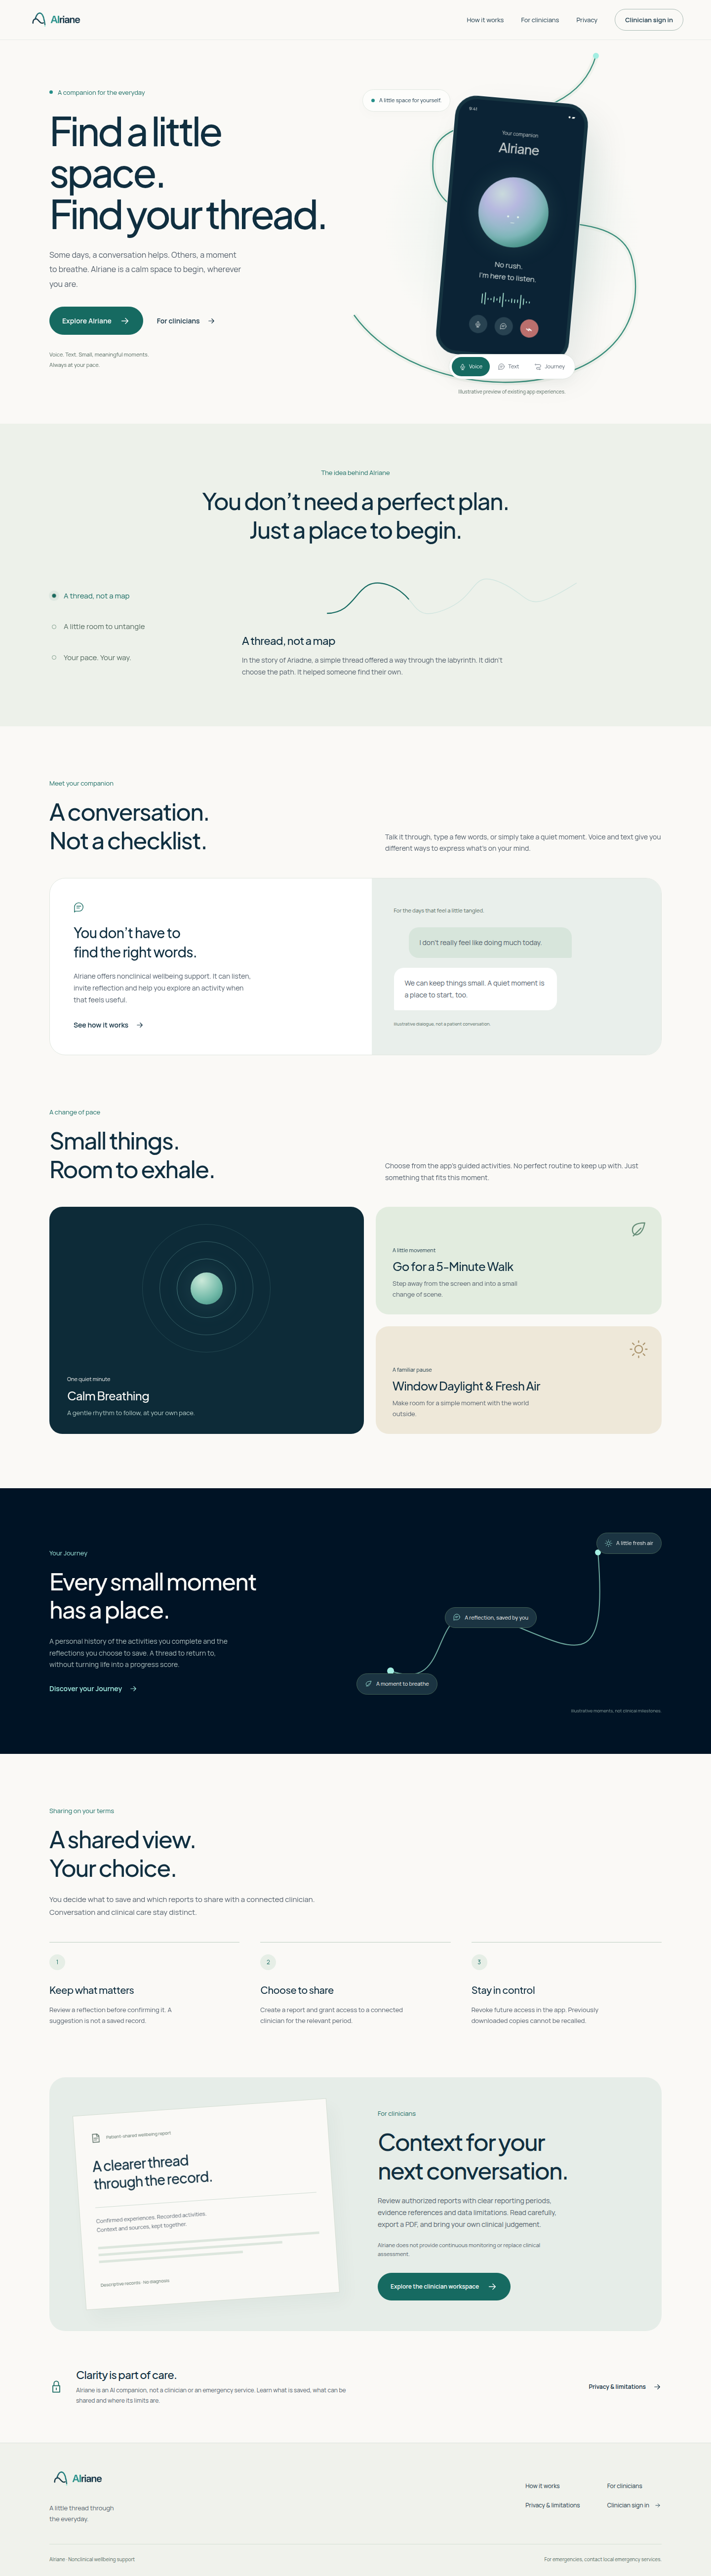 AIriane
How it works
For clinicians
Privacy
Clinician sign in
A companion for the everyday
Find a little
space.
Find your thread.
Some days, a conversation helps. Others, a moment
to breathe. AIriane is a calm space to begin, wherever
you are.
Explore AIriane
For clinicians
Voice. Text. Small, meaningful moments.
Always at your pace.
A little space for yourself.
9:41
Your companion
AIriane
No rush.
I'm here to listen.
Voice
Text
Journey
Illustrative preview of existing app experiences.
The idea behind AIriane
You don’t need a perfect plan.
Just a place to begin.
A thread, not a map
A little room to untangle
Your pace. Your way.
A thread, not a map
In the story of Ariadne, a simple thread offered a way through the labyrinth. It didn’t
choose the path. It helped someone find their own.
Meet your companion
A conversation.
Not a checklist.
Talk it through, type a few words, or simply take a quiet moment. Voice and text give you
different ways to express what’s on your mind.
You don’t have to
find the right words.
AIriane offers nonclinical wellbeing support. It can listen,
invite reflection and help you explore an activity when
that feels useful.
See how it works
For the days that feel a little tangled.
I don’t really feel like doing much today.
We can keep things small. A quiet moment is
a place to start, too.
Illustrative dialogue, not a patient conversation.
A change of pace
Small things.
Room to exhale.
Choose from the app’s guided activities. No perfect routine to keep up with. Just
something that fits this moment.
One quiet minute
Calm Breathing
A gentle rhythm to follow, at your own pace.
A little movement
Go for a 5-Minute Walk
Step away from the screen and into a small
change of scene.
A familiar pause
Window Daylight & Fresh Air
Make room for a simple moment with the world
outside.
Your Journey
Every small moment
has a place.
A personal history of the activities you complete and the
reflections you choose to save. A thread to return to,
without turning life into a progress score.
Discover your Journey
A little fresh air
A reflection, saved by you
A moment to breathe
Illustrative moments, not clinical milestones.
Sharing on your terms
A shared view.
Your choice.
You decide what to save and which reports to share with a connected clinician.
Conversation and clinical care stay distinct.
1
Keep what matters
Review a reflection before confirming it. A
suggestion is not a saved record.
2
Choose to share
Create a report and grant access to a connected
clinician for the relevant period.
3
Stay in control
Revoke future access in the app. Previously
downloaded copies cannot be recalled.
Patient-shared wellbeing report
A clearer thread
through the record.
Confirmed experiences. Recorded activities.
Context and sources, kept together.
Descriptive records · No diagnosis
For clinicians
Context for your
next conversation.
Review authorized reports with clear reporting periods,
evidence references and data limitations. Read carefully,
export a PDF, and bring your own clinical judgement.
AIriane does not provide continuous monitoring or replace clinical
assessment.
Explore the clinician workspace
Clarity is part of care.
AIriane is an AI companion, not a clinician or an emergency service. Learn what is saved, what can be
shared and where its limits are.
Privacy & limitations
AIriane
A little thread through
the everyday.
How it works
For clinicians
Privacy & limitations
Clinician sign in
AIriane · Nonclinical wellbeing support
For emergencies, contact local emergency services.